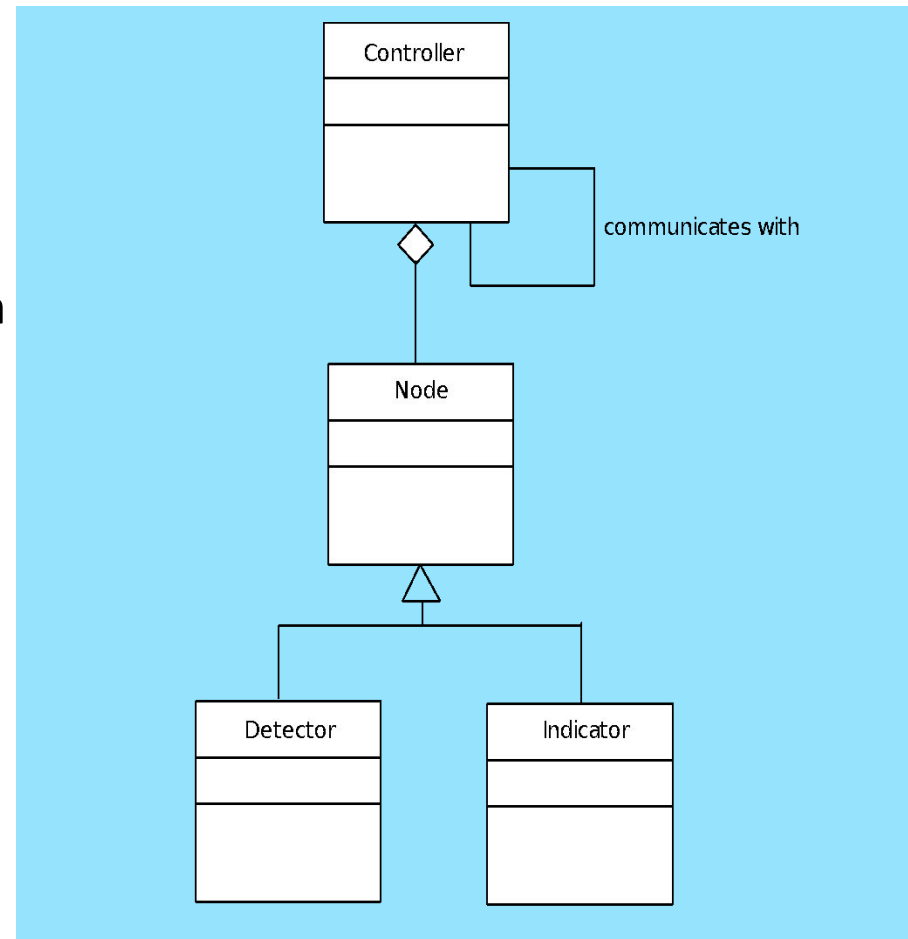 Controller
communicates with
Node
Detector
Indicator